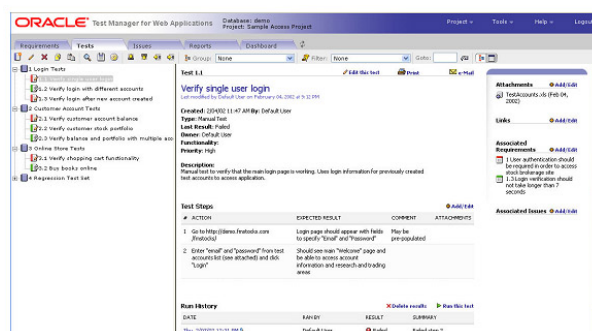 ORACLE Test Manager for Web Applications
Database: demo
Project: Sample Access Project
Project
Tools
Help
Logout
Requirements
Tests
Issues
Reports
Dashboard
Group: None
Filter: None
Goto:
1 Login Tests
1.1 Verify single user login
1.2 Verify login with different accounts
1.3 Verify login after new account created
2 Customer Account Tests
2.1 Verify customer account balance
2.2 Verify customer stock portfolio
2.3 Verify balance and portfolio with multiple acc
3 Online Store Tests
3.1 Verify shopping cart functionality
3.2 Buy books online
4 Regression Test Set
Test 1.1
Edit this test
Print
e-Mail
Verify single user login
Last modified by Default User on February 04, 2002 at 9:12 PM
Created: 2/04/02 11:47 AM By: Default User
Type: Manual Test
Last Result: Failed
Owner: Default User
Functionality:
Priority: High
Description:
Manual test to verify that the main login page is working. Uses login information for previously created
test accounts to access application.
Test Steps
Add/Edit
# ACTION EXPECTED RESULT COMMENT ATTACHMENTS
1 Go to http://demo.fmstocks.com
/fmstocks/
Login page should appear with fields
to specify "Email" and "Password"
May be
pre-populated
2 Enter "email" and "password" from test
accounts list (see attached) and click
"Login"
Should see main "Welcome" page and
be able to access account
information and research and trading
areas
Run History
Delete results
Run this test
DATE RAN BY RESULT SUMMARY
Default User Failed
Attachments Add/Edit
TestAccounts.xls (Feb 04,
2002)
Links Add/Edit
Associated
Requirements Add/Edit
1 User authentication should
be required in order to access
stock brokerage site
1.3 Login verification should
not take longer than 7
seconds
Associated Issues Add/Edit